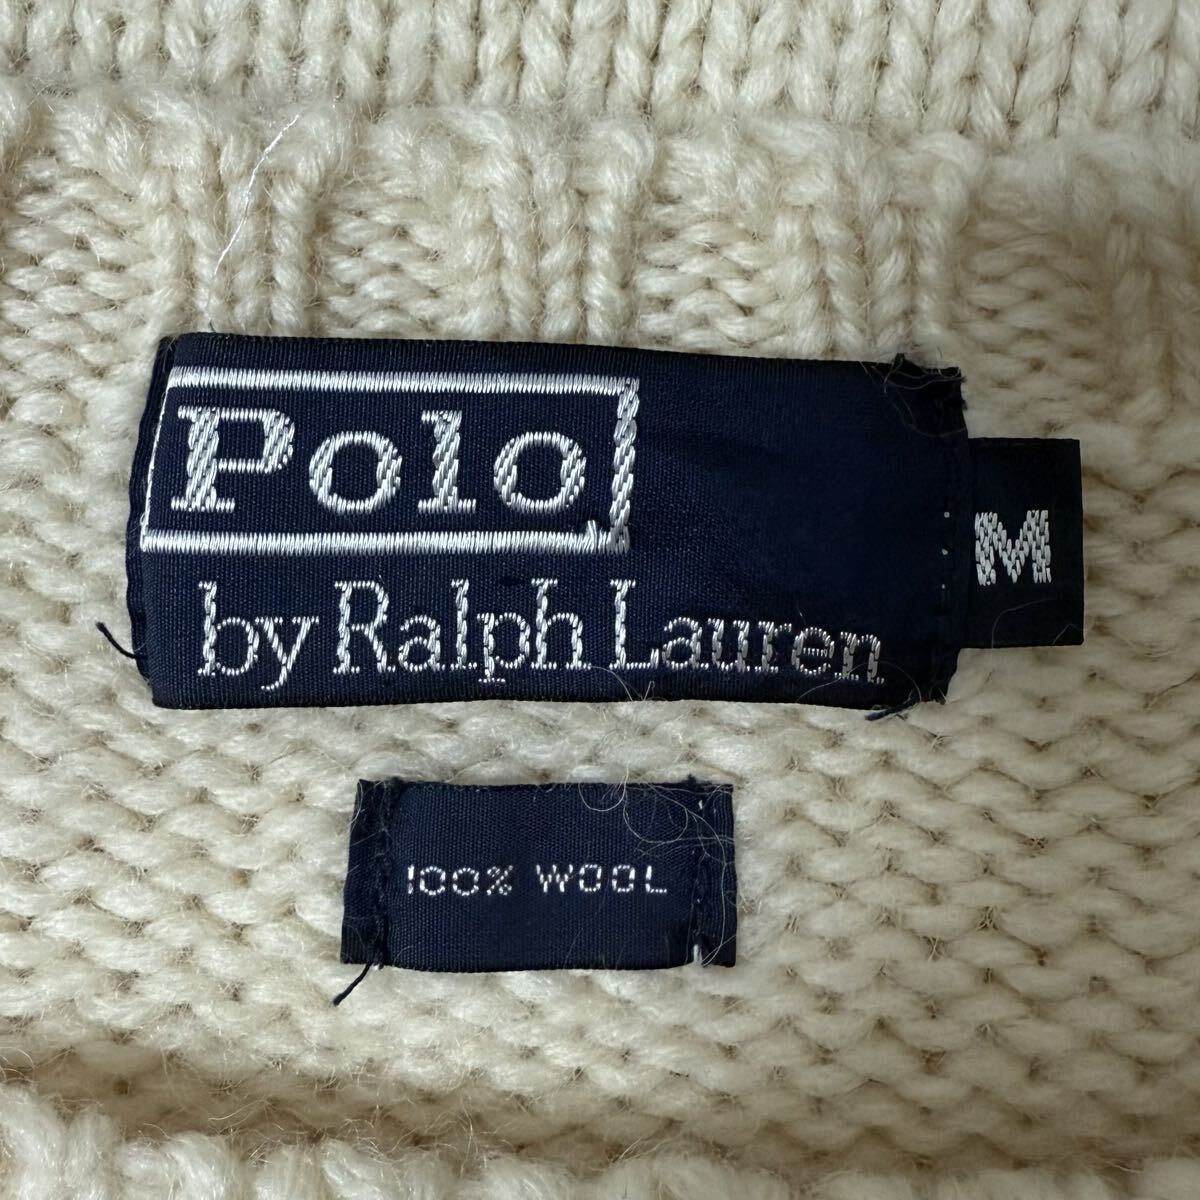 Polo
by Ralph Lauren
M
100% WOOL